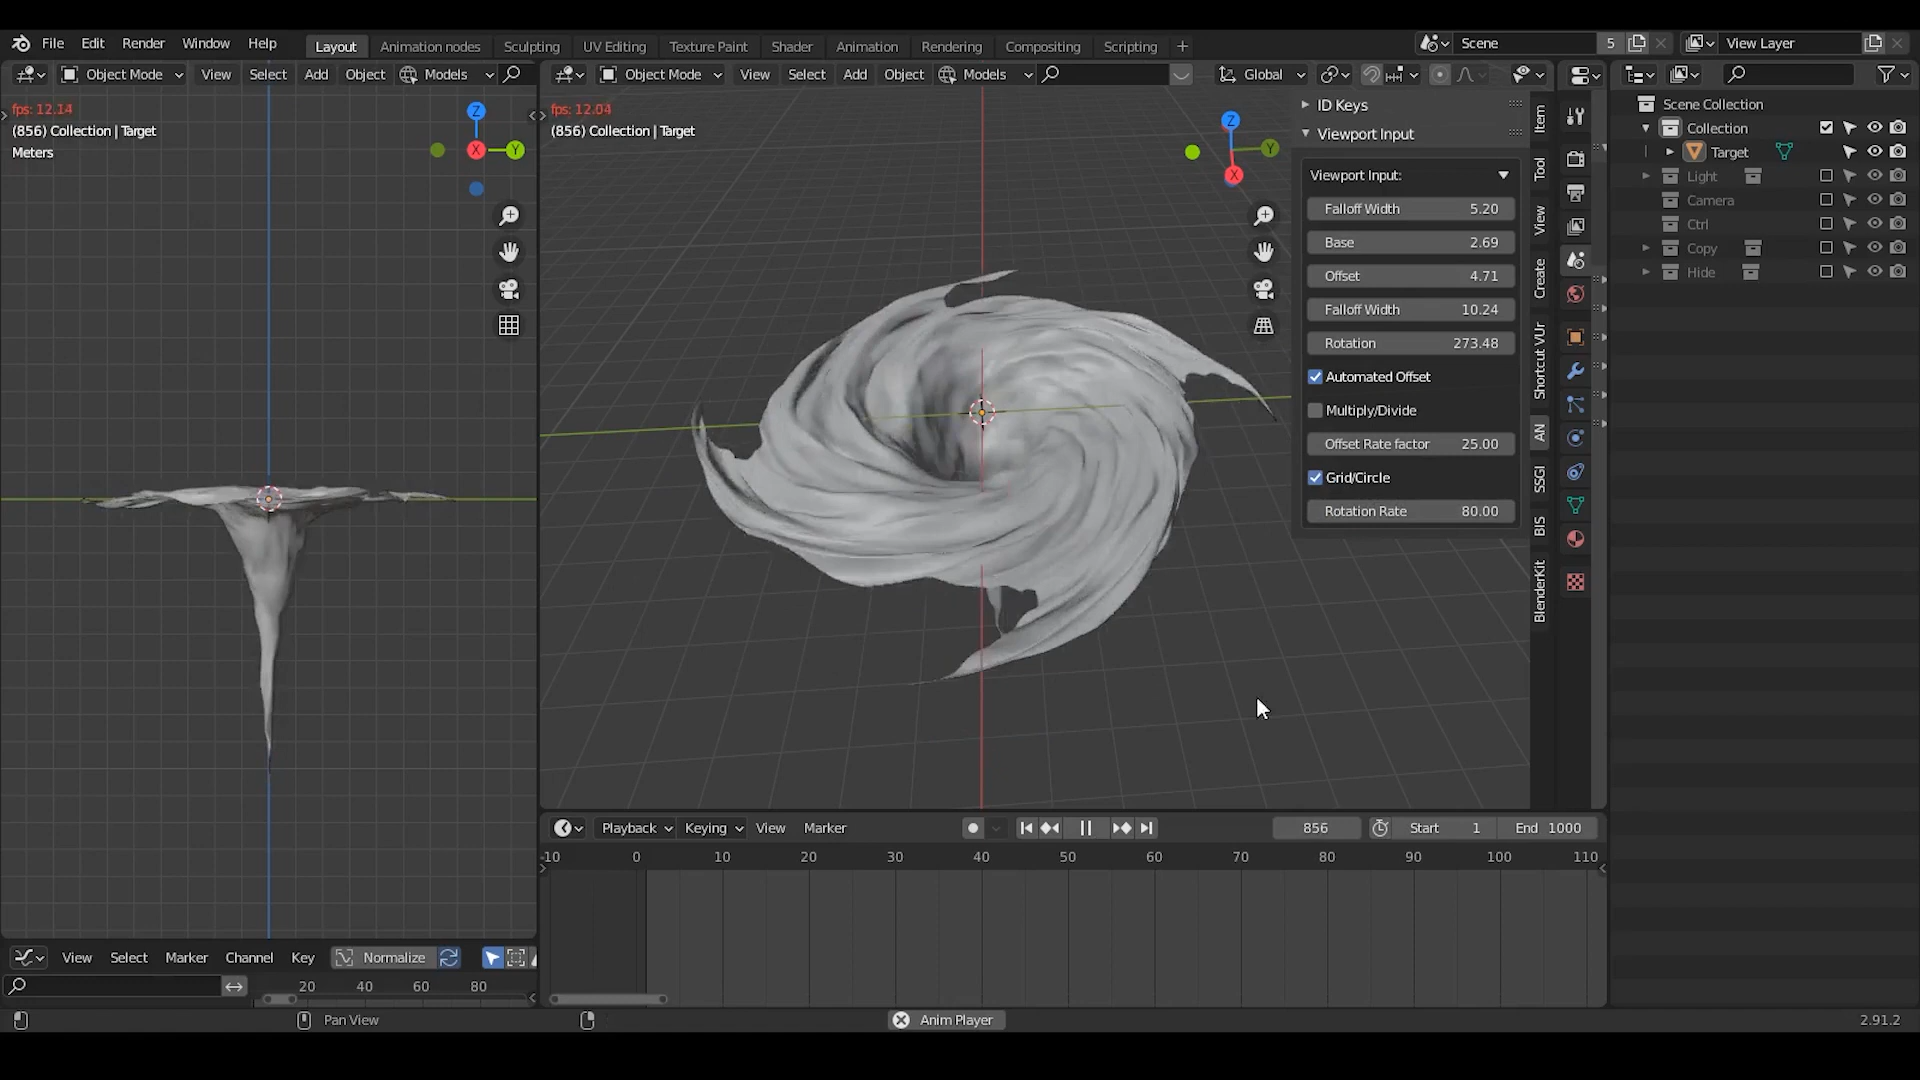 File Edit Render Window Help Layout Animation nodes Sculpting UV Editing Texture Paint Shader Animation Rendering Compositing Scripting + Scene 5 View Layer
Object Mode View Select Add Object Models
Object Mode View Select Add Object Models Global
fps: 12.14
(856) Collection | Target
Meters
Z
X
Y
fps: 12.04
(856) Collection | Target
Z
Y
X
ID Keys
Viewport Input
Viewport Input:
Falloff Width 5.20
Base 2.69
Offset 4.71
Falloff Width 10.24
Rotation 273.48
Automated Offset
Multiply/Divide
Offset Rate factor 25.00
Grid/Circle
Rotation Rate 80.00
Item
Tool
View
Create
Shortcut VUr
AN
SSGI
BIS
BlenderKit
Scene Collection
Collection
Target
Light
Camera
Ctrl
Copy
Hide
Playback Keying View Marker 856 Start 1 End 1000
-10 0 10 20 30 40 50 60 70 80 90 100 110
View Select Marker Channel Key Normalize
20 40 60 80
Pan View Anim Player 2.91.2